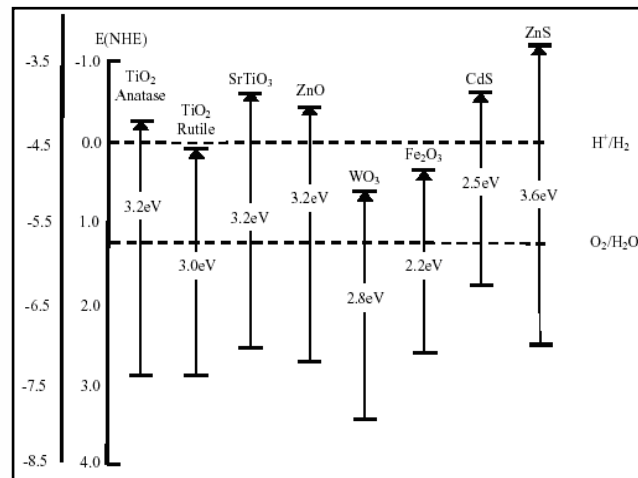 E(NHE)
-3.5
-4.5
-5.5
-6.5
-7.5
-8.5
-1.0
0.0
1.0
2.0
3.0
4.0
TiO₂
Anatase
3.2eV
TiO₂
Rutile
3.0eV
SrTiO₃
3.2eV
ZnO
3.2eV
WO₃
2.8eV
Fe₂O₃
2.2eV
CdS
2.5eV
ZnS
3.6eV
H⁺/H₂
O₂/H₂O